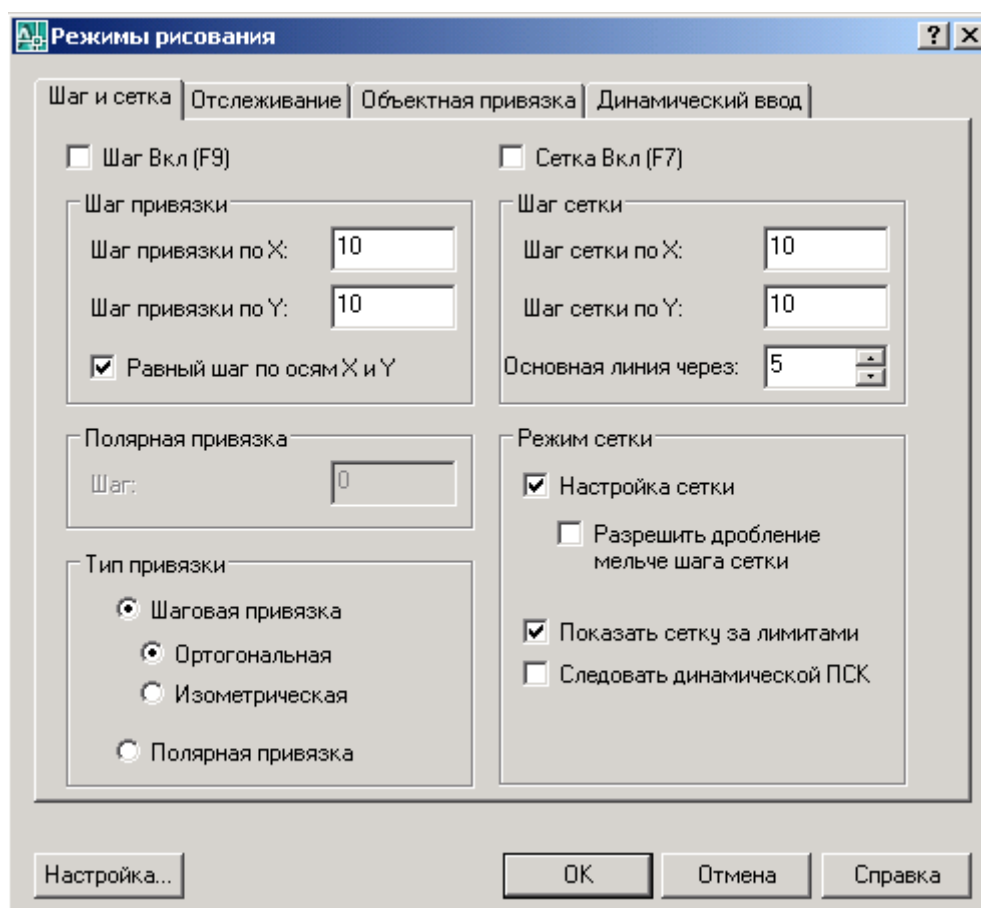 Режимы рисования
Шаг и сетка
Отслеживание
Объектная привязка
Динамический ввод
Шаг Вкл (F9)
Сетка Вкл (F7)
Шаг привязки
Шаг привязки по X: 10
Шаг привязки по Y: 10
Равный шаг по осям X и Y
Шаг сетки
Шаг сетки по X: 10
Шаг сетки по Y: 10
Основная линия через: 5
Полярная привязка
Шаг: 0
Режим сетки
Настройка сетки
Разрешить дробление
мельче шага сетки
Показать сетку за лимитами
Следовать динамической ПСК
Тип привязки
Шаговая привязка
Ортогональная
Изометрическая
Полярная привязка
Настройка...
OK
Отмена
Справка